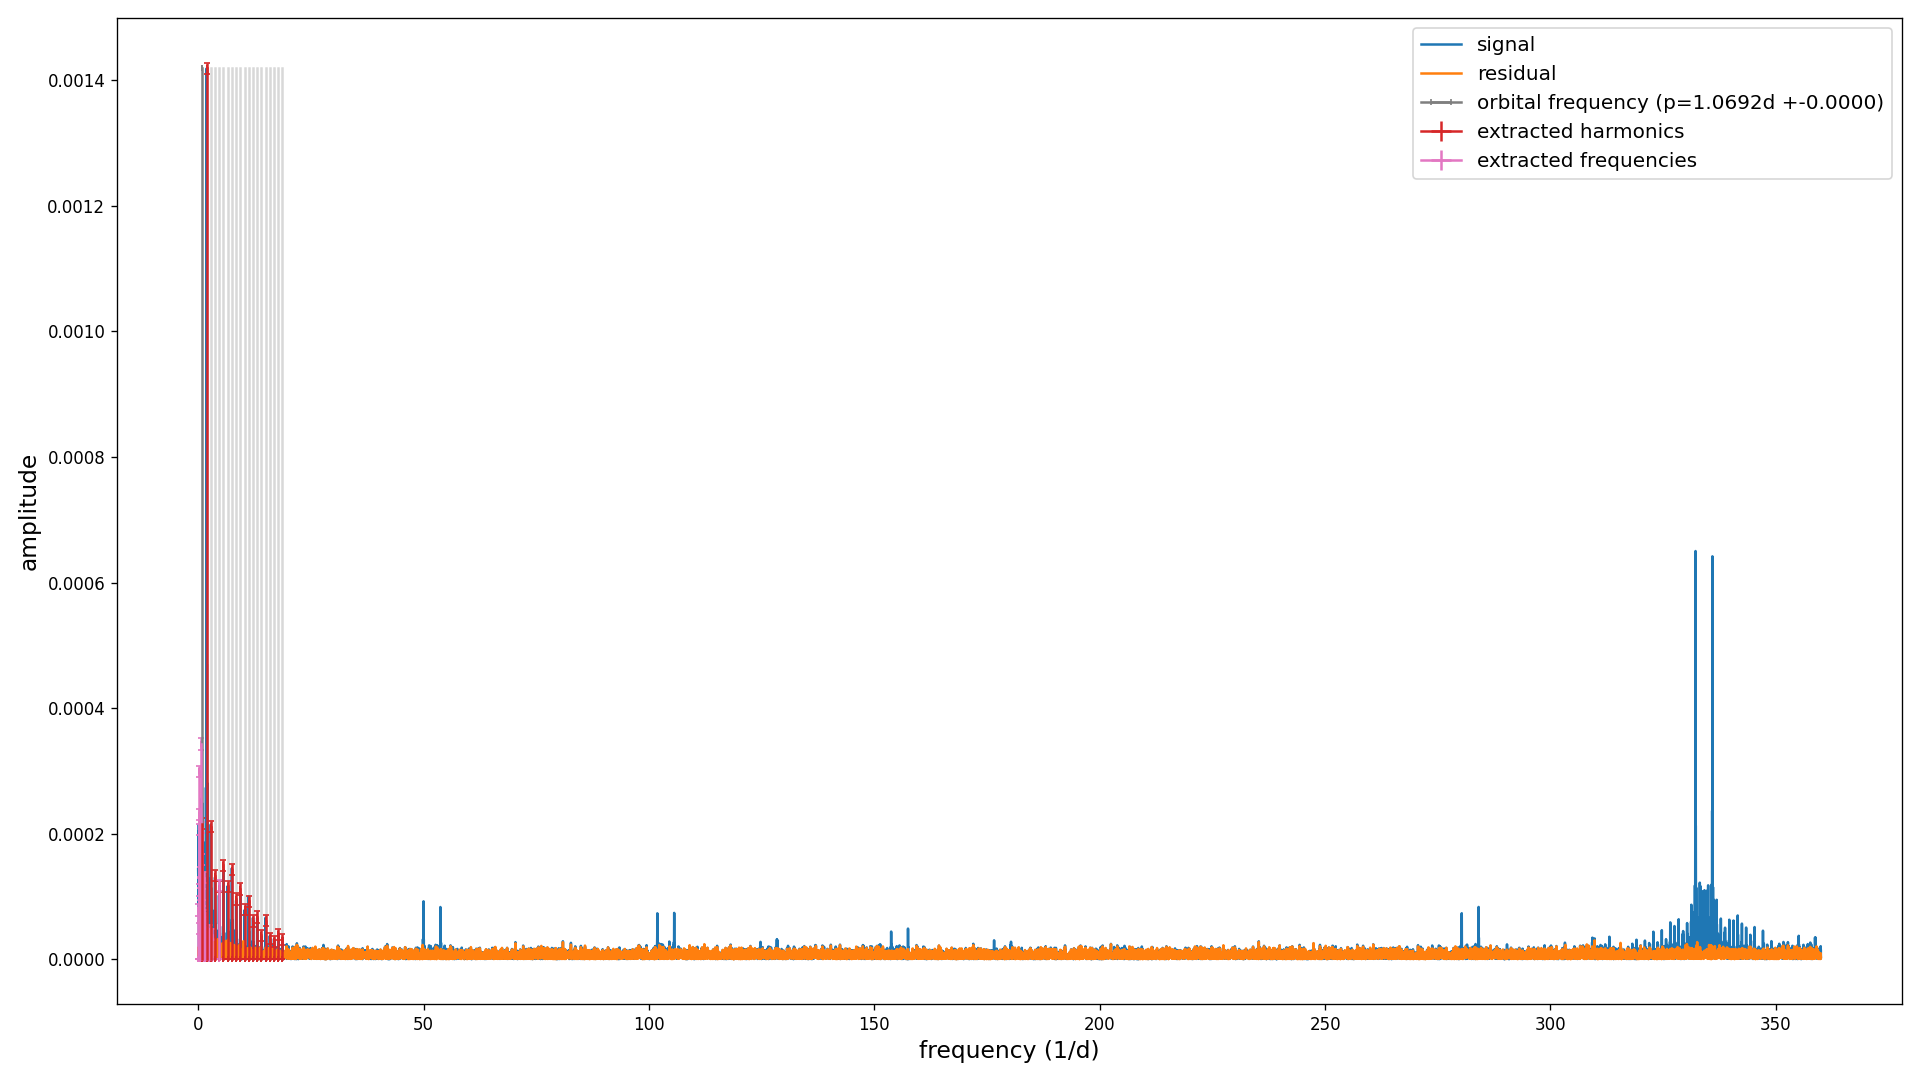 signal
residual
orbital frequency (p=1.0692d +-0.0000)
extracted harmonics
extracted frequencies
0.0014
0.0012
0.0010
0.0008
0.0006
0.0004
0.0002
0.0000
amplitude
0 50 100 150 200 250 300 350
frequency (1/d)